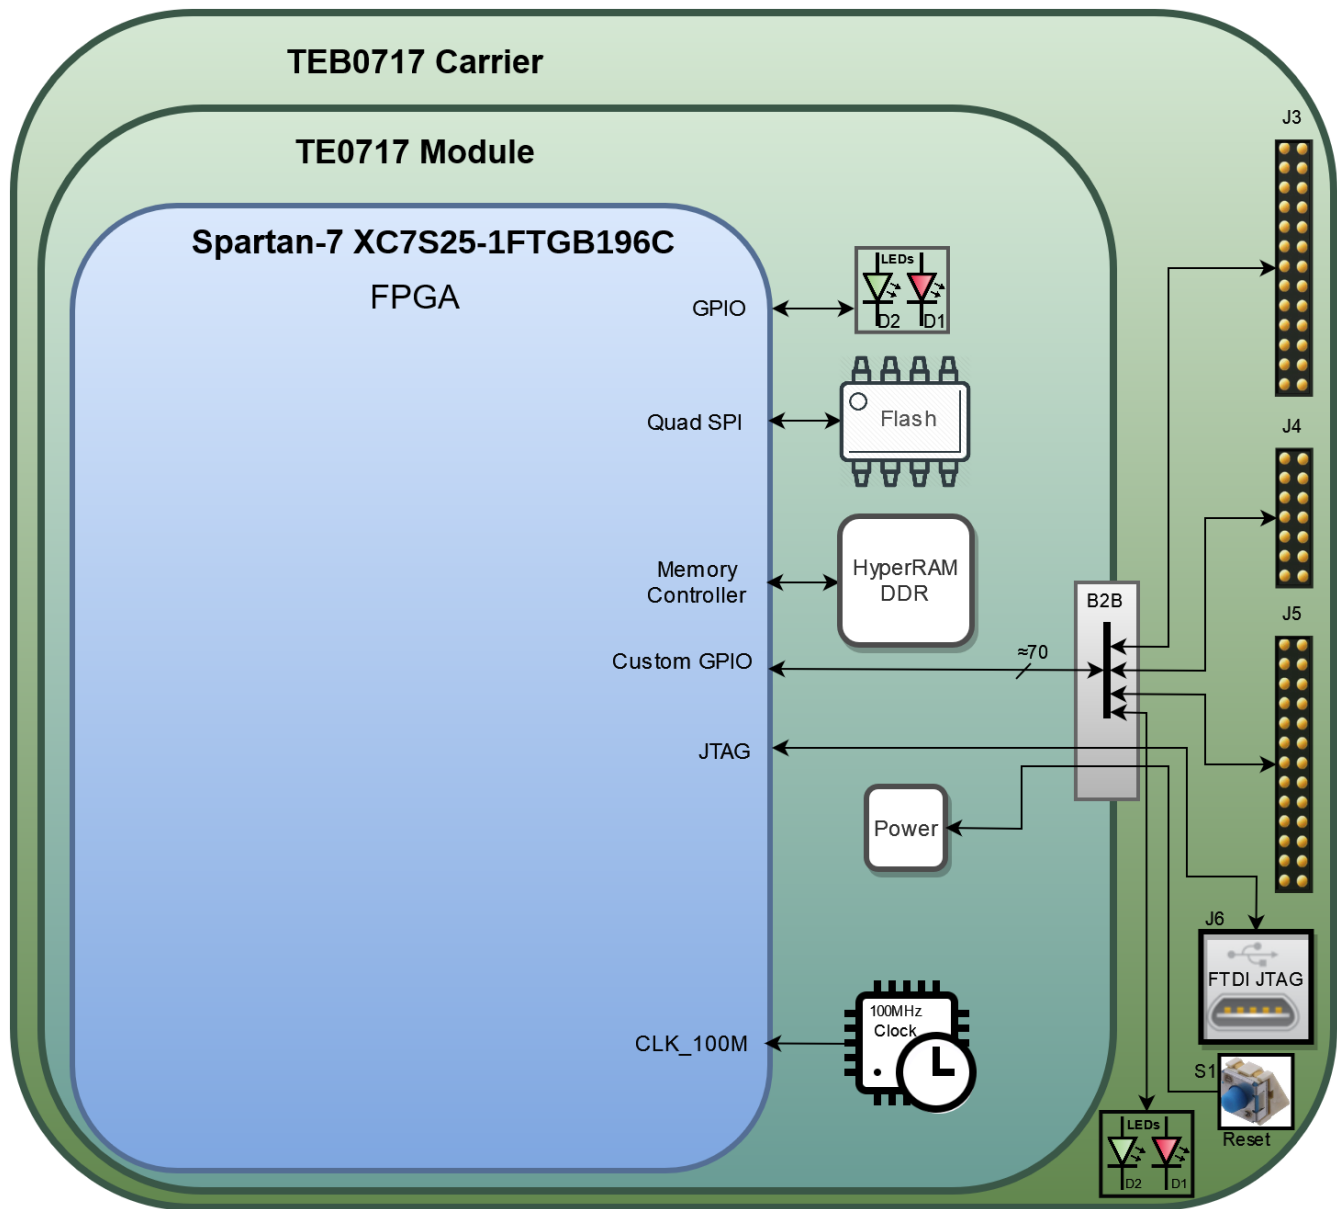 TEB0717 Carrier
TE0717 Module
Spartan-7 XC7S25-1FTGB196C
FPGA
GPIO
LEDs
D2
D1
Quad SPI
Flash
Memory
Controller
HyperRAM
DDR
Custom GPIO
≈70
B2B
JTAG
Power
CLK_100M
100MHz
Clock
J3
J4
J5
J6
FTDI JTAG
S1
Reset
LEDs
D2
D1